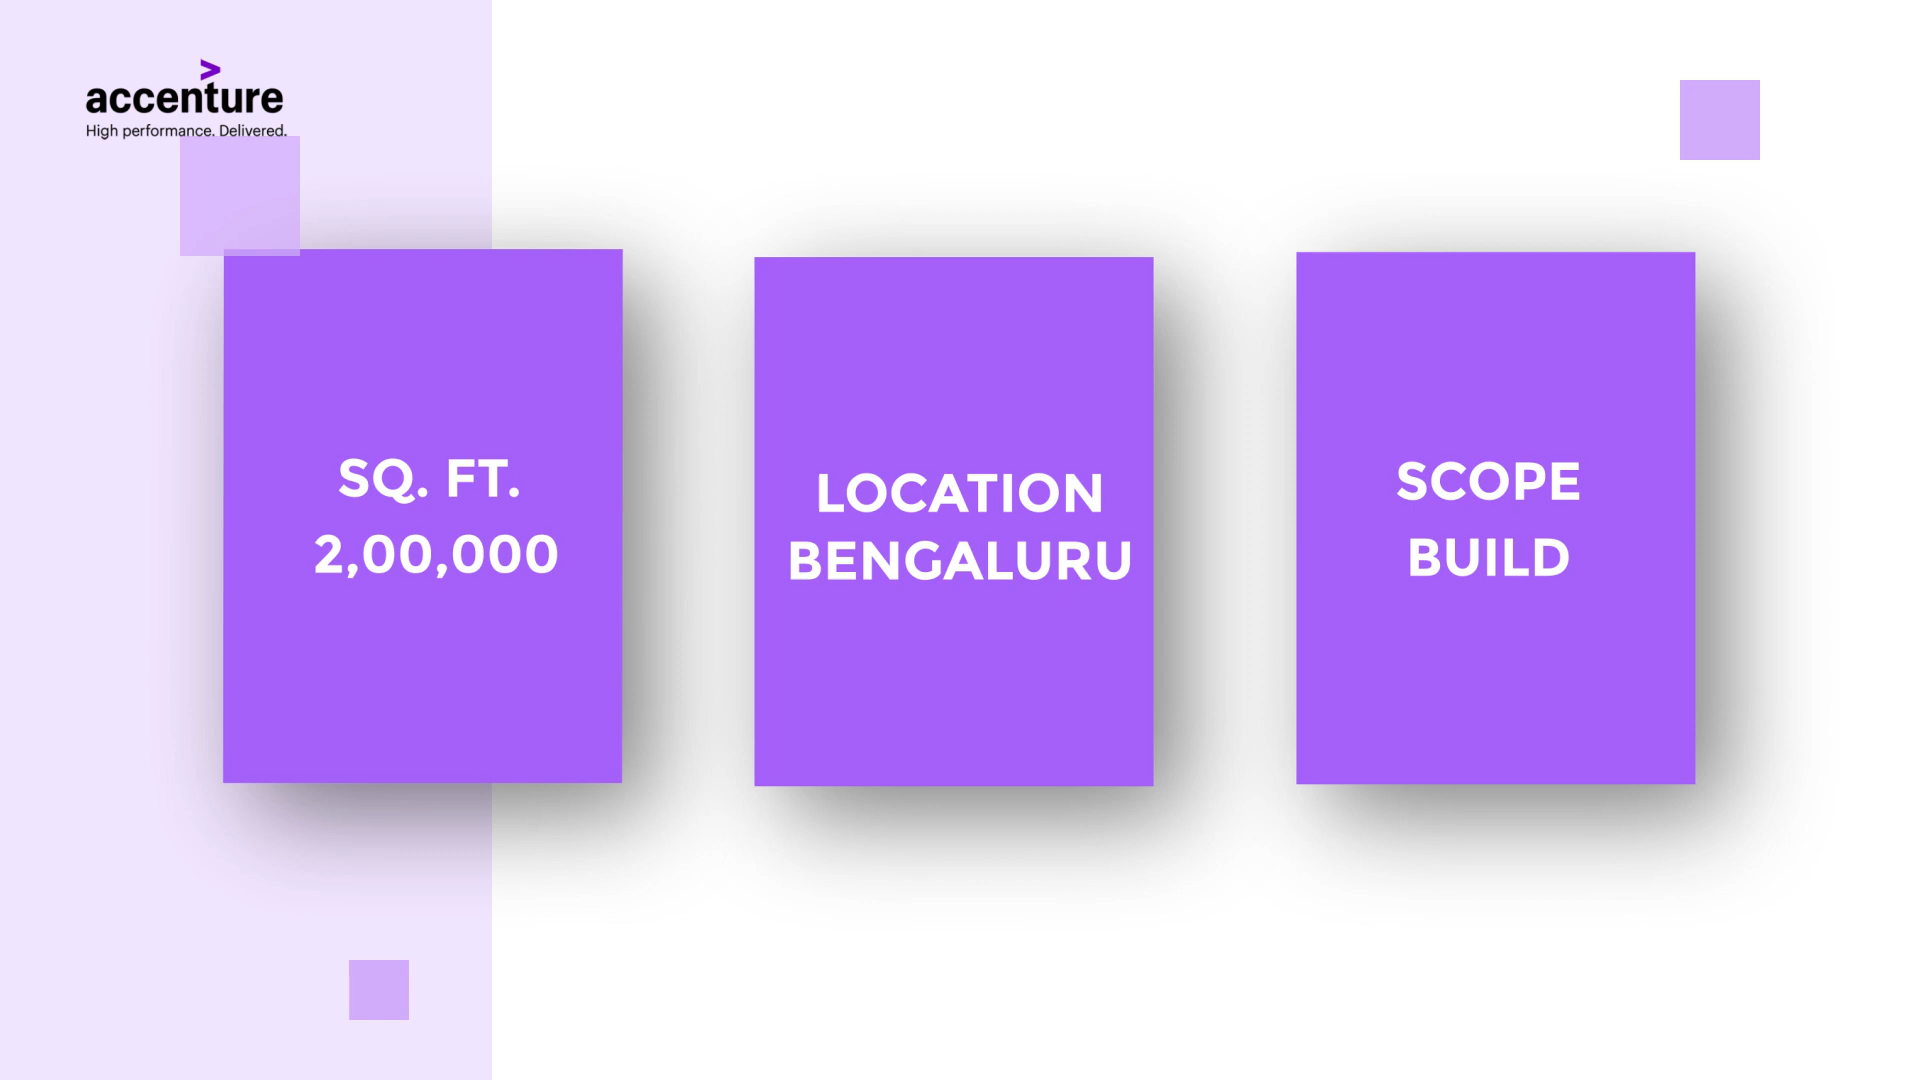 accenture
High performance. Delivered.
SQ. FT.
2,00,000
LOCATION
BENGALURU
SCOPE
BUILD